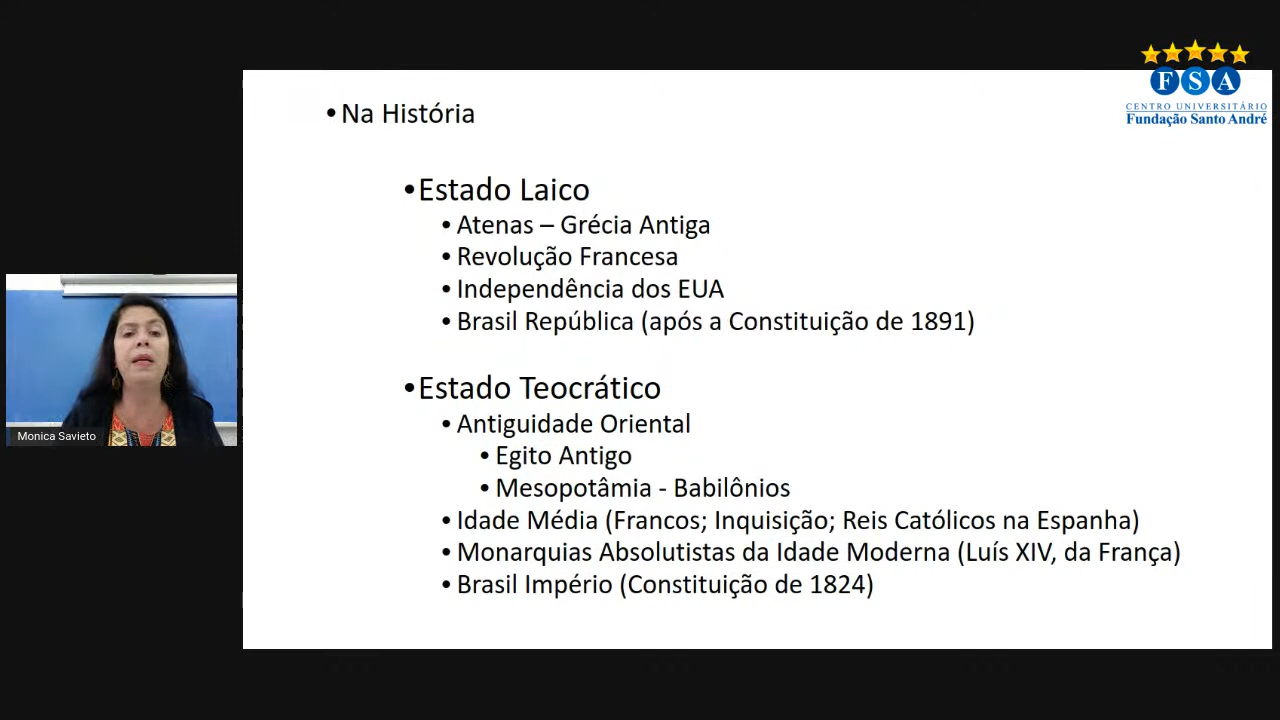 FSA
CENTRO UNIVERSITÁRIO
Fundação Santo André
• Na História
• Estado Laico
• Atenas – Grécia Antiga
• Revolução Francesa
• Independência dos EUA
• Brasil República (após a Constituição de 1891)
• Estado Teocrático
• Antiguidade Oriental
• Egito Antigo
• Mesopotâmia - Babilônios
• Idade Média (Francos; Inquisição; Reis Católicos na Espanha)
• Monarquias Absolutistas da Idade Moderna (Luís XIV, da França)
• Brasil Império (Constituição de 1824)
Monica Savieto